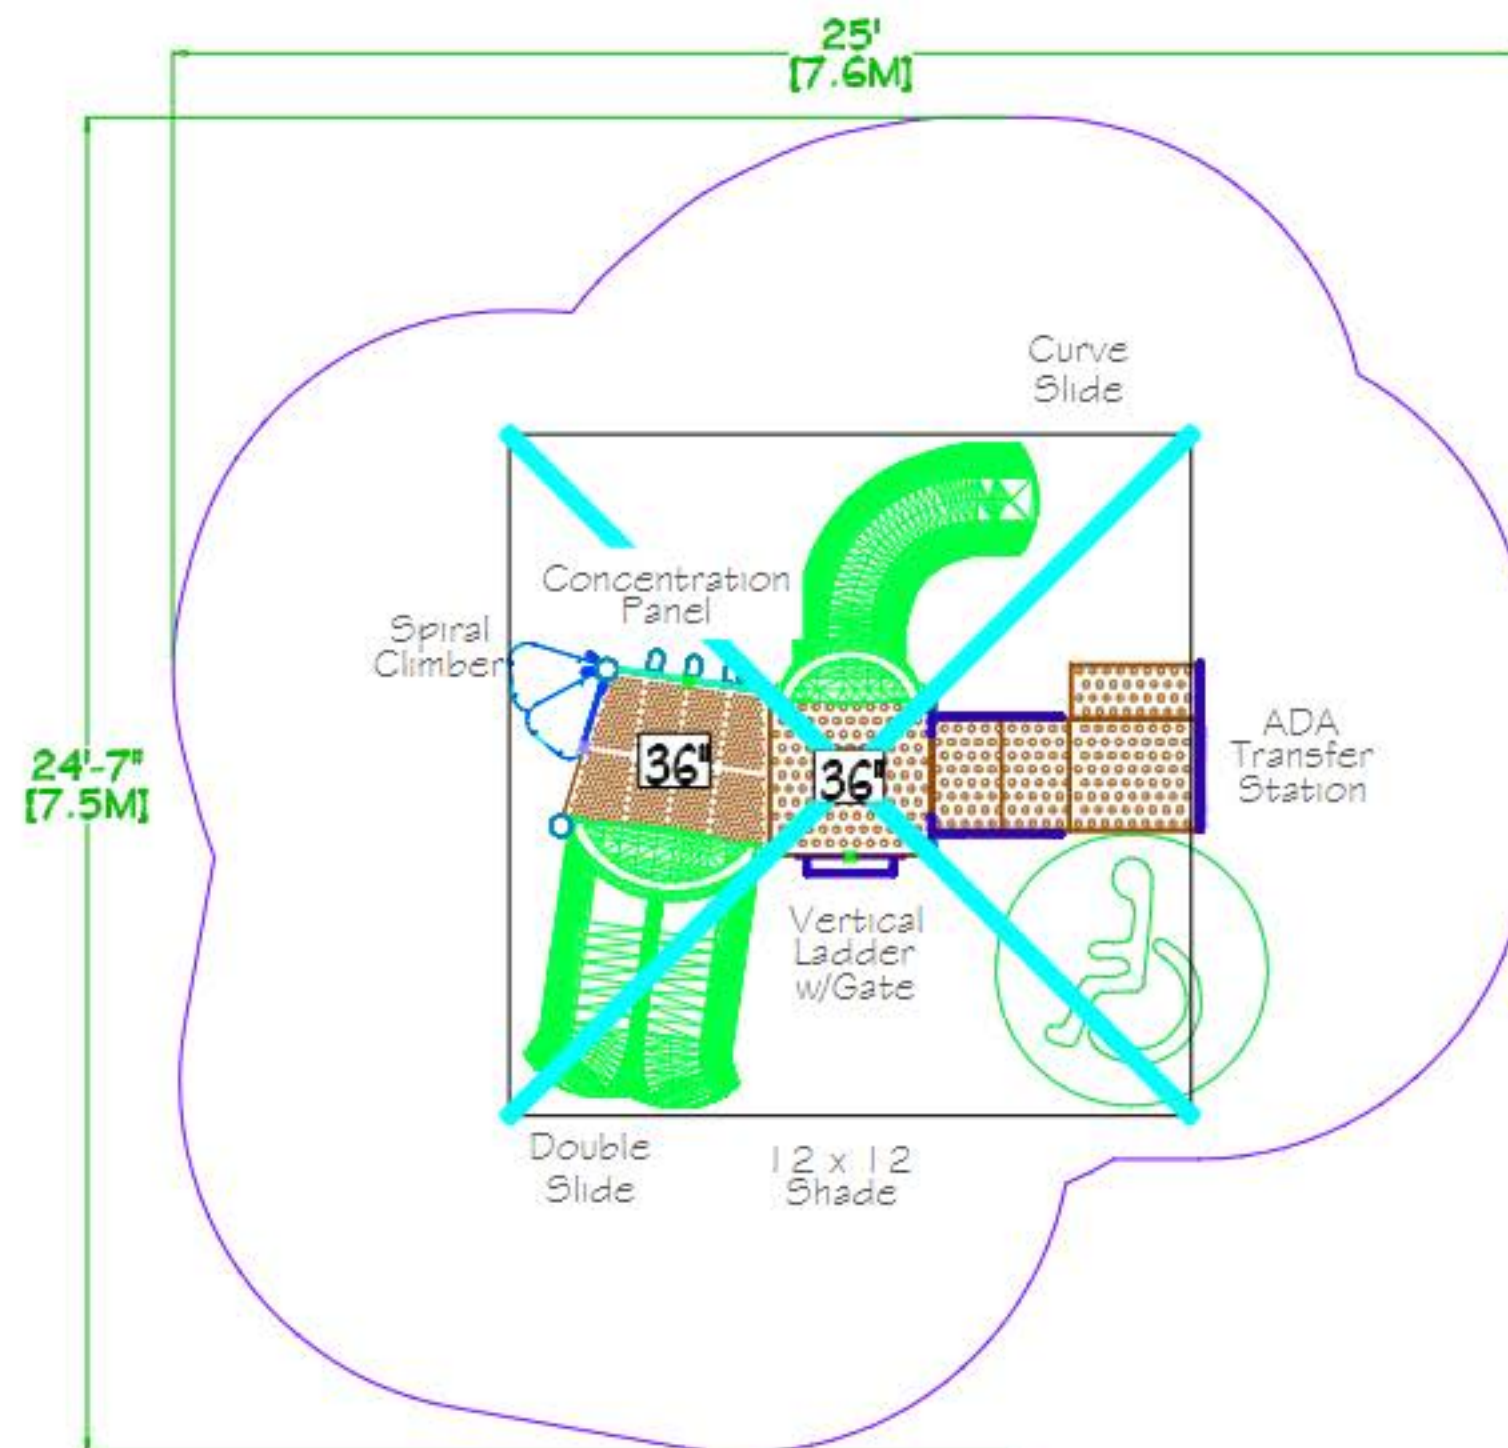 25'
[7.6M]
Curve
Slide
Concentration
Panel
Spiral
Climber
36"
36"
ADA
Transfer
Station
24'-7"
[7.5M]
Vertical
Ladder
w/Gate
Double
Slide
12 x 12
Shade